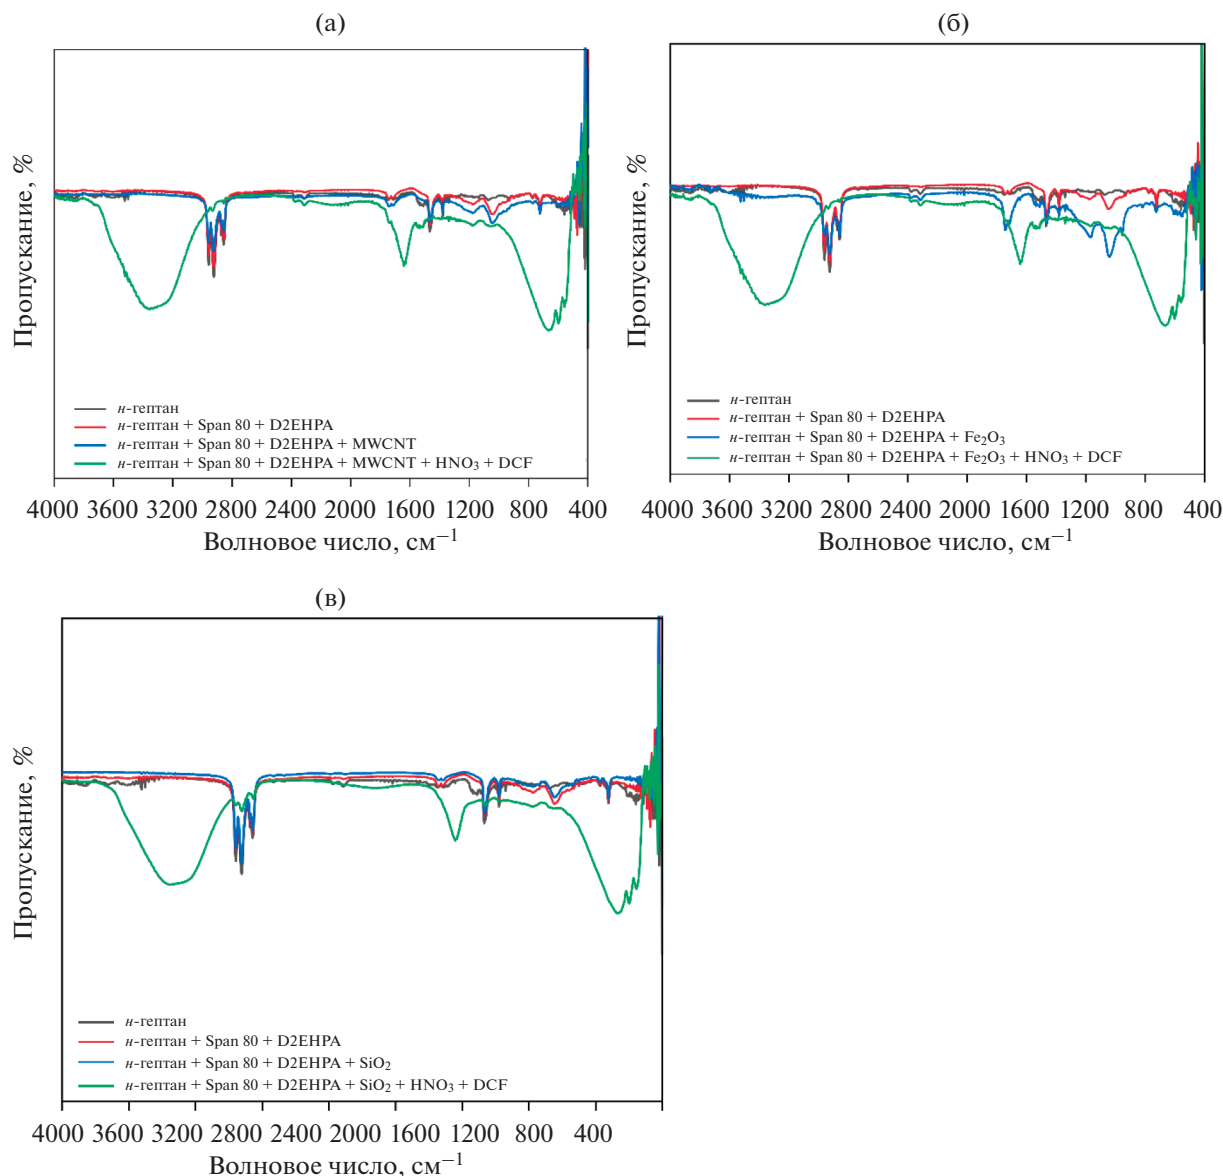 (а)
Пропускание, %
н-гептан
н-гептан + Span 80 + D2EHPA
н-гептан + Span 80 + D2EHPA + MWCNT
н-гептан + Span 80 + D2EHPA + MWCNT + HNO₃ + DCF
4000 3600 3200 2800 2400 2000 1600 1200 800 400
Волновое число, см⁻¹
(б)
Пропускание, %
н-гептан
н-гептан + Span 80 + D2EHPA
н-гептан + Span 80 + D2EHPA + Fe₂O₃
н-гептан + Span 80 + D2EHPA + Fe₂O₃ + HNO₃ + DCF
4000 3600 3200 2800 2400 2000 1600 1200 800 400
Волновое число, см⁻¹
(в)
Пропускание, %
н-гептан
н-гептан + Span 80 + D2EHPA
н-гептан + Span 80 + D2EHPA + SiO₂
н-гептан + Span 80 + D2EHPA + SiO₂ + HNO₃ + DCF
4000 3600 3200 2800 2400 2000 1600 1200 800 400
Волновое число, см⁻¹